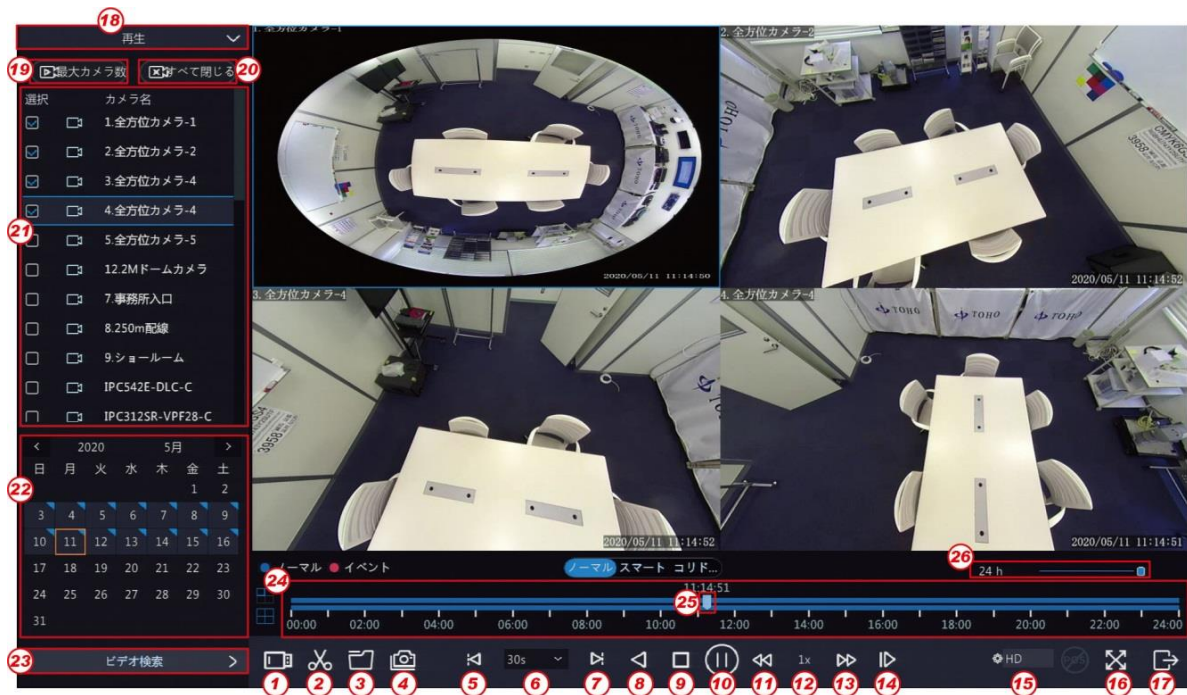 18
再生
19
最大カメラ数
すべて閉じる
20
選択 カメラ名
1.全方位カメラ-1
2.全方位カメラ-2
3.全方位カメラ-4
4.全方位カメラ-4
21
5.全方位カメラ-5
12.2Mドームカメラ
7.事務所入口
8.250m配線
9.ショールーム
IPC542E-DLC-C
IPC312SR-VPF28-C
< 2020 5月 >
日 月 火 水 木 金 土
22
1 2
3 4 5 6 7 8 9
10 11 12 13 14 15 16
17 18 19 20 21 22 23
24 25 26 27 28 29 30
31
23
ビデオ検索 >
1. 全方位カメラ-1
2020/05/11 11:14:50
2. 全方位カメラ-2
TOHO
CMYK653
3958
2020/05/11 11:14:52
3. 全方位カメラ-4
3958
2020/05/11 11:14:52
4. 全方位カメラ-4
TOHO TOHO TOHO
2020/05/11 11:14:51
ノーマル イベント
ノーマル スマート コリド...
26
24 h
24
11:14:51
25
00:00 02:00 04:00 06:00 08:00 10:00 12:00 14:00 16:00 18:00 20:00 22:00 24:00
30s
1x
HD
POS
1 2 3 4 5 6 7 8 9 10 11 12 13 14 15 16 17